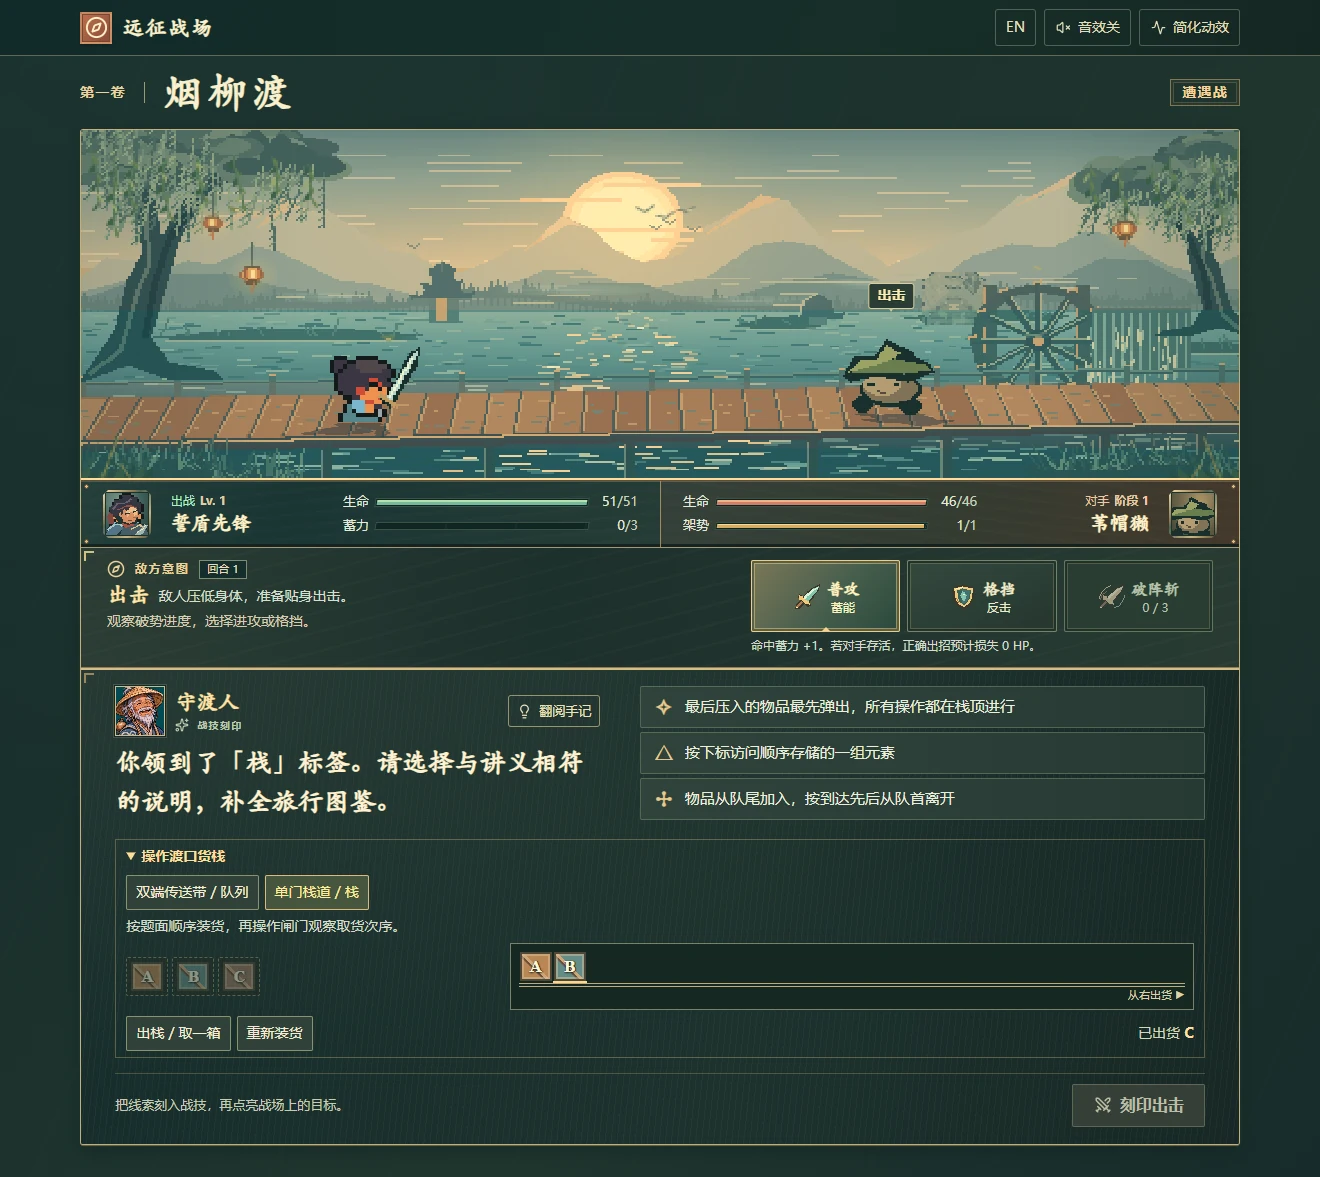 远征战场
EN
音效关
简化动效
第一卷
烟柳渡
遭遇战
出击
出战 Lv. 1
誓盾先锋
生命 51/51
蓄力 0/3
生命 46/46
架势 1/1
对手 阶段 1
苇帽獭
敌方意图 回合 1
出击 敌人压低身体，准备贴身出击。
观察破势进度，选择进攻或格挡。
普攻
蓄能
格挡
反击
破阵斩
0 / 3
命中蓄力 +1。若对手存活，正确出招预计损失 0 HP。
守渡人
战技刻印
翻阅手记
你领到了「栈」标签。请选择与讲义相符
的说明，补全旅行图鉴。
最后压入的物品最先弹出，所有操作都在栈顶进行
按下标访问顺序存储的一组元素
物品从队尾加入，按到达先后从队首离开
▼ 操作渡口货栈
双端传送带 / 队列
单门栈道 / 栈
按题面顺序装货，再操作闸门观察取货次序。
A B C
A B
从右出货 ▶
出栈 / 取一箱
重新装货
已出货 C
把线索刻入战技，再点亮战场上的目标。
刻印出击